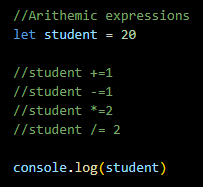 //Arithemic expressions
let student = 20
//student +=1
//student -=1
//student *=2
//student /= 2
console.log(student)